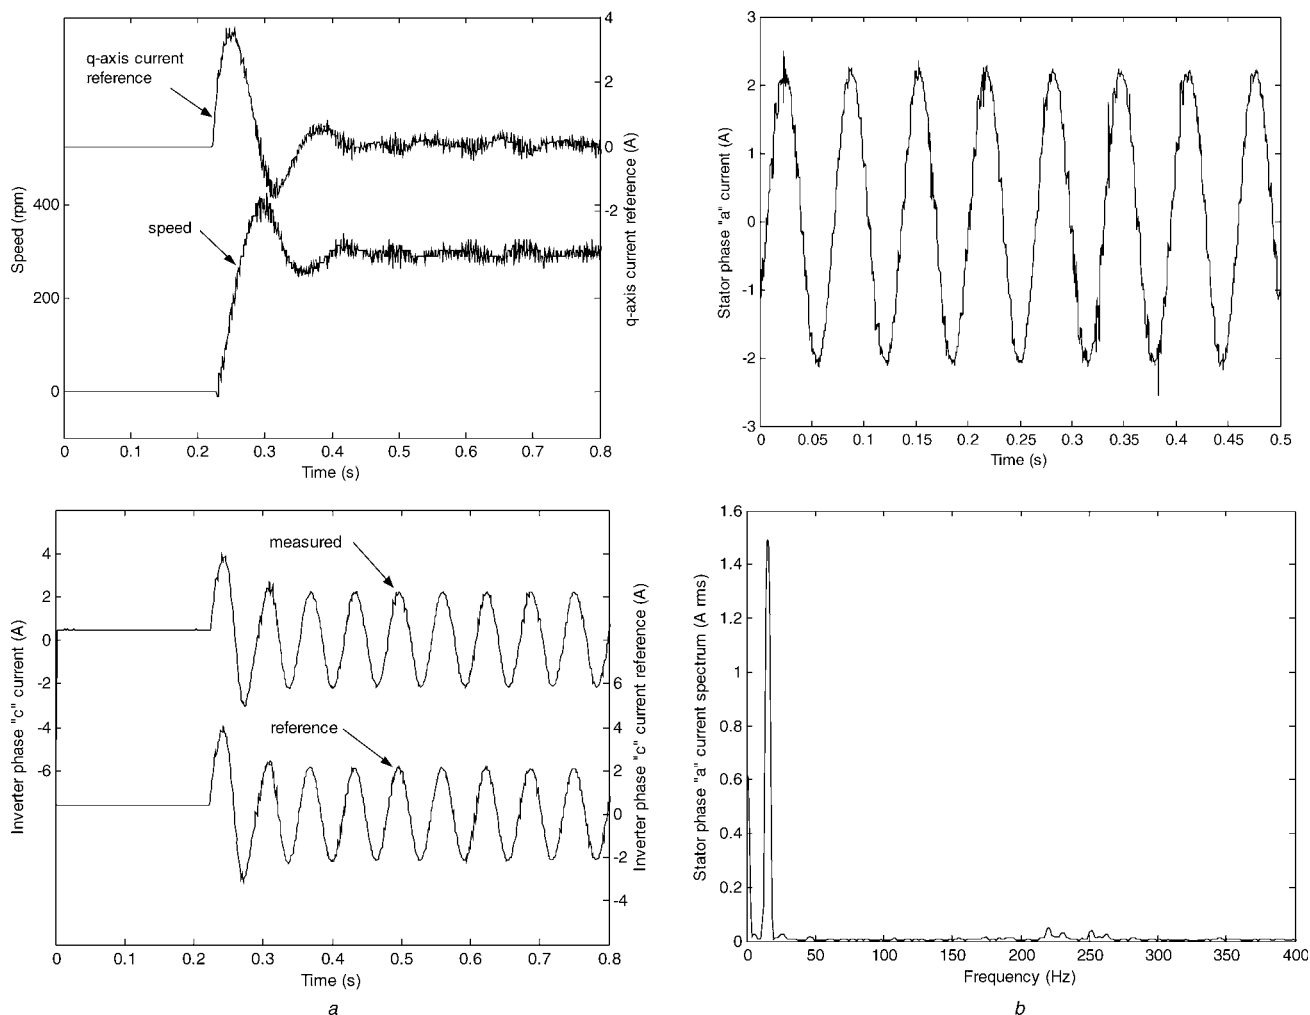 q-axis current
reference
speed
Speed (rpm)
400
200
0
4
2
0
-2
q-axis current reference (A)
0 0.1 0.2 0.3 0.4 0.5 0.6 0.7 0.8
Time (s)
3
2
1
0
-1
-2
-3
Stator phase "a" current (A)
0 0.05 0.1 0.15 0.2 0.25 0.3 0.35 0.4 0.45 0.5
Time (s)
measured
reference
Inverter phase "c" current (A)
4
2
0
-2
-4
-6
6
4
2
0
-2
-4
Inverter phase "c" current reference (A)
0 0.1 0.2 0.3 0.4 0.5 0.6 0.7 0.8
Time (s)
a
1.6
1.4
1.2
1
0.8
0.6
0.4
0.2
0
Stator phase "a" current spectrum (A rms)
0 50 100 150 200 250 300 350 400
Frequency (Hz)
b